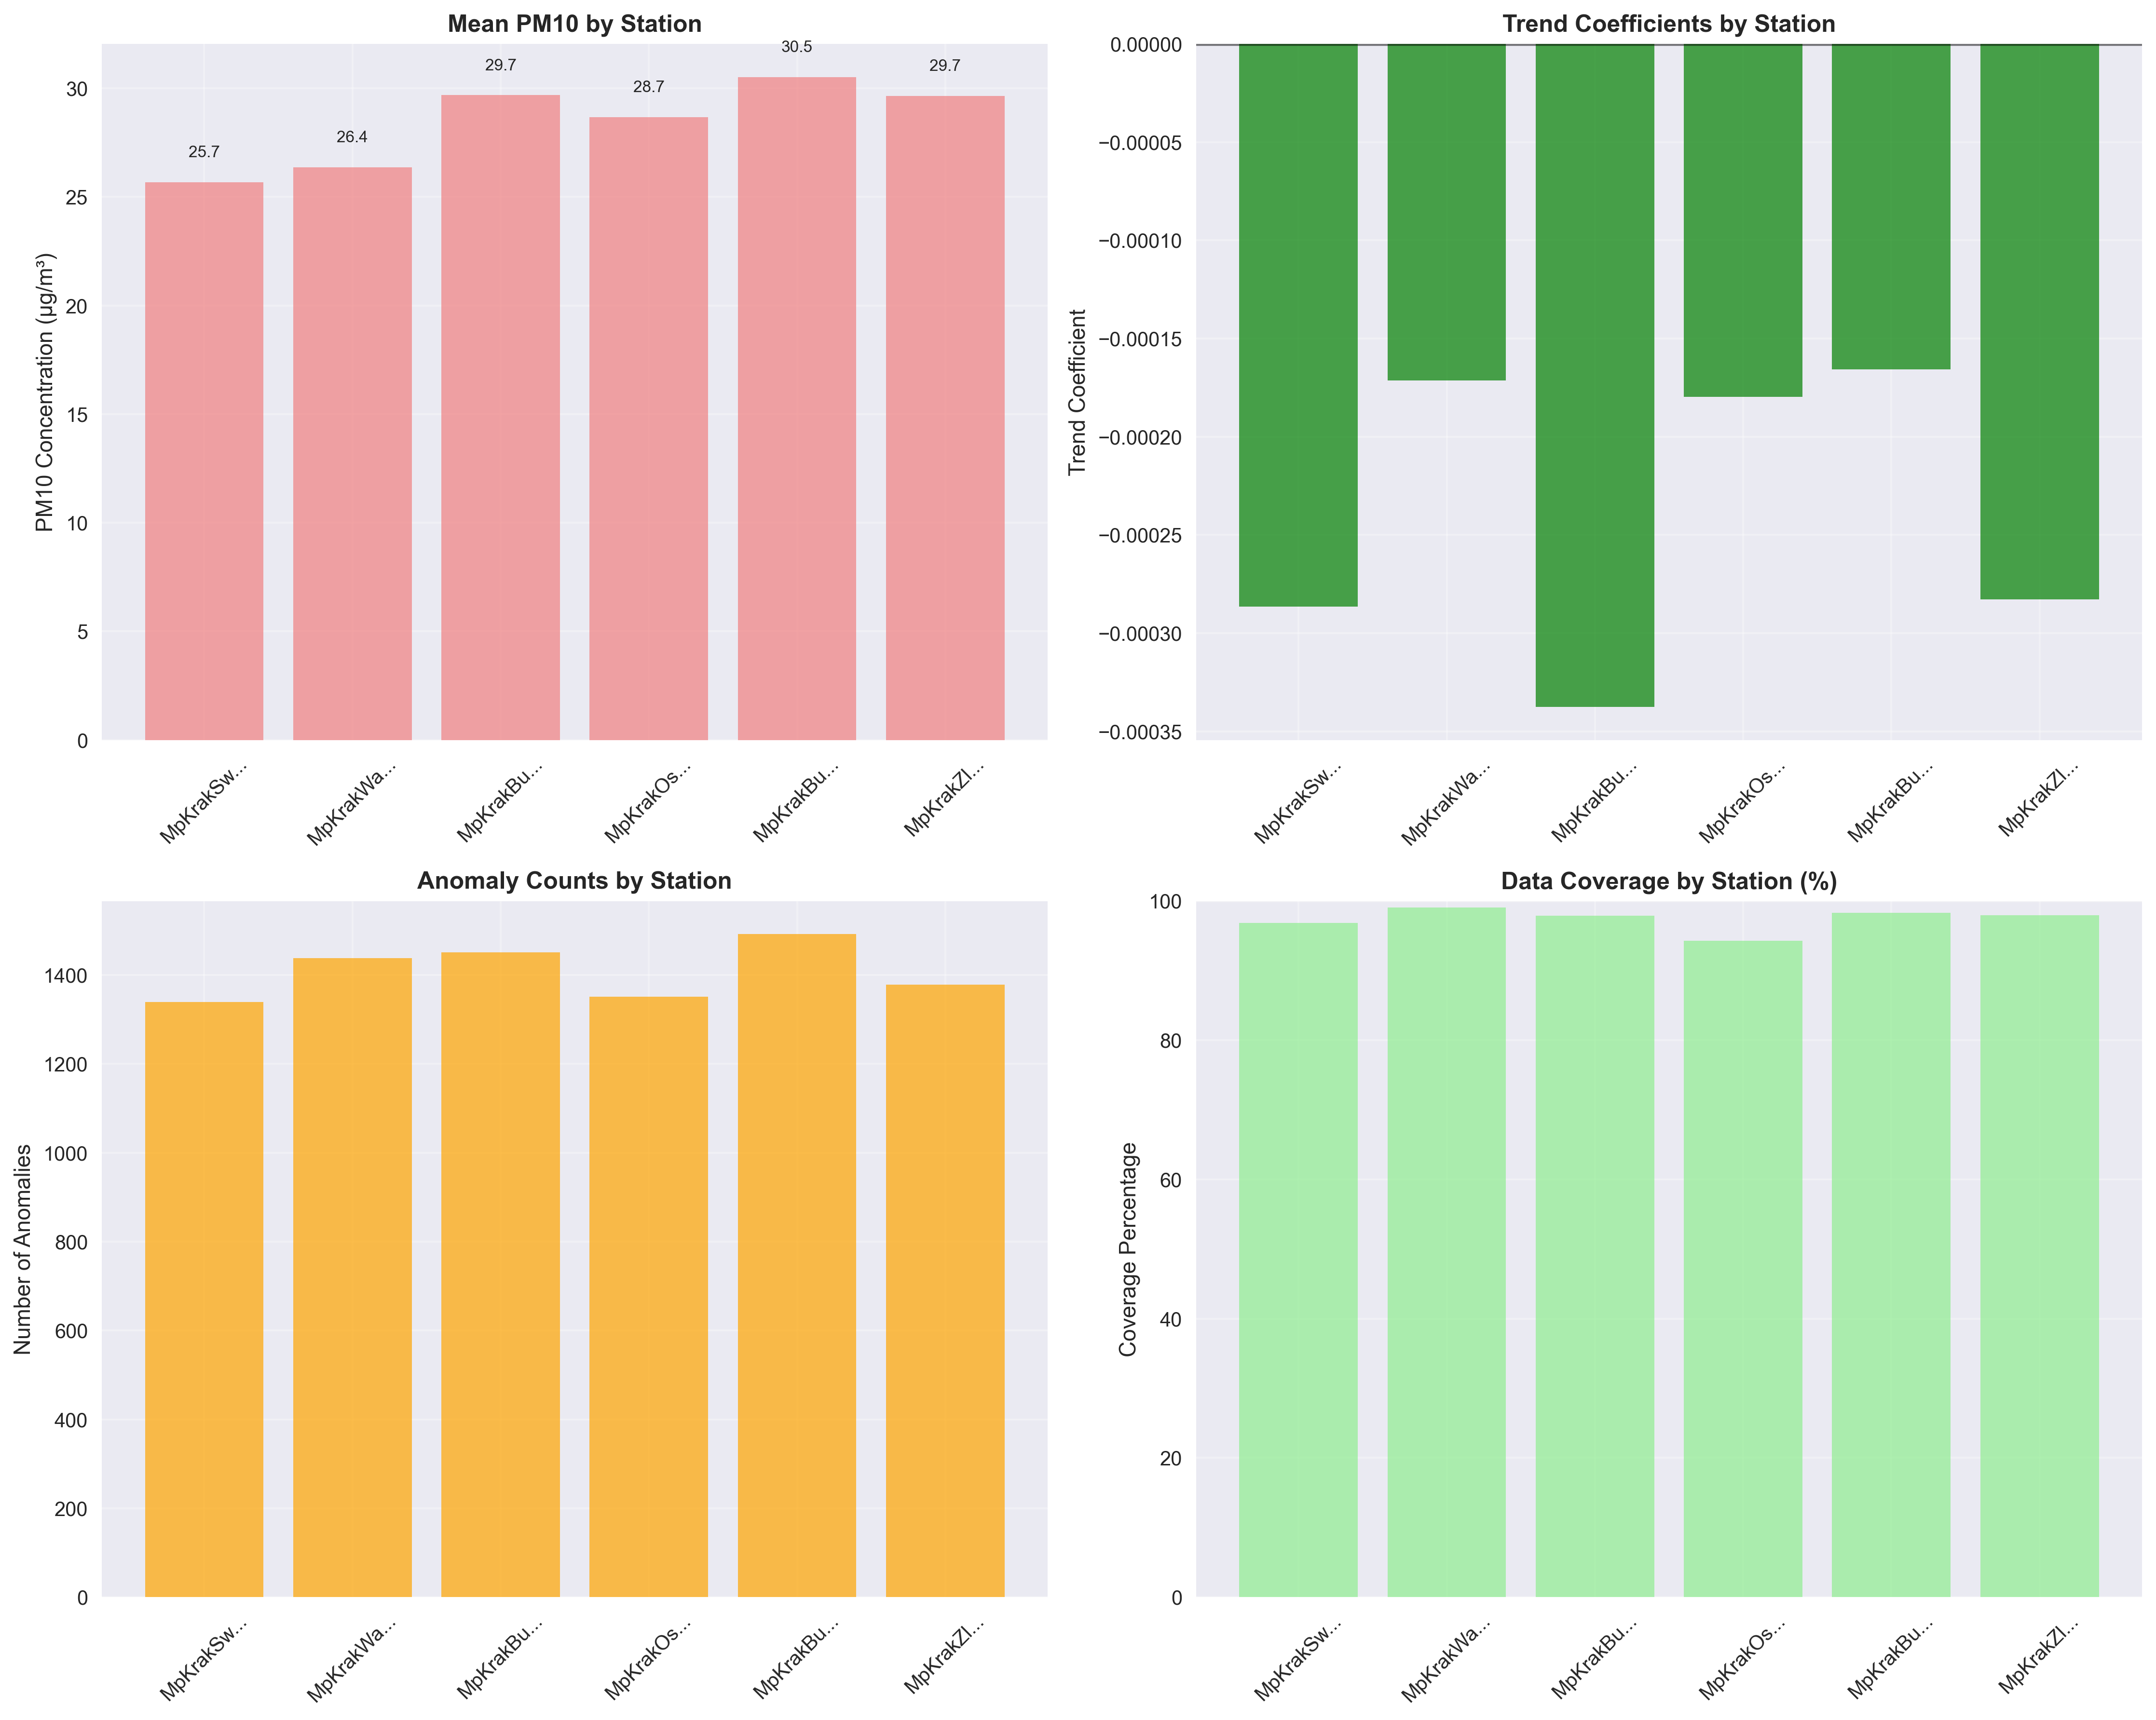 Mean PM10 by Station
PM10 Concentration (µg/m³)
30
25
20
15
10
5
0
25.7
26.4
29.7
28.7
30.5
29.7
MpKrakSw...
MpKrakWa...
MpKrakBu...
MpKrakOs...
MpKrakBu...
MpKrakZl...
Trend Coefficients by Station
Trend Coefficient
0.00000
−0.00005
−0.00010
−0.00015
−0.00020
−0.00025
−0.00030
−0.00035
MpKrakSw...
MpKrakWa...
MpKrakBu...
MpKrakOs...
MpKrakBu...
MpKrakZl...
Anomaly Counts by Station
Number of Anomalies
1400
1200
1000
800
600
400
200
0
MpKrakSw...
MpKrakWa...
MpKrakBu...
MpKrakOs...
MpKrakBu...
MpKrakZl...
Data Coverage by Station (%)
Coverage Percentage
100
80
60
40
20
0
MpKrakSw...
MpKrakWa...
MpKrakBu...
MpKrakOs...
MpKrakBu...
MpKrakZl...